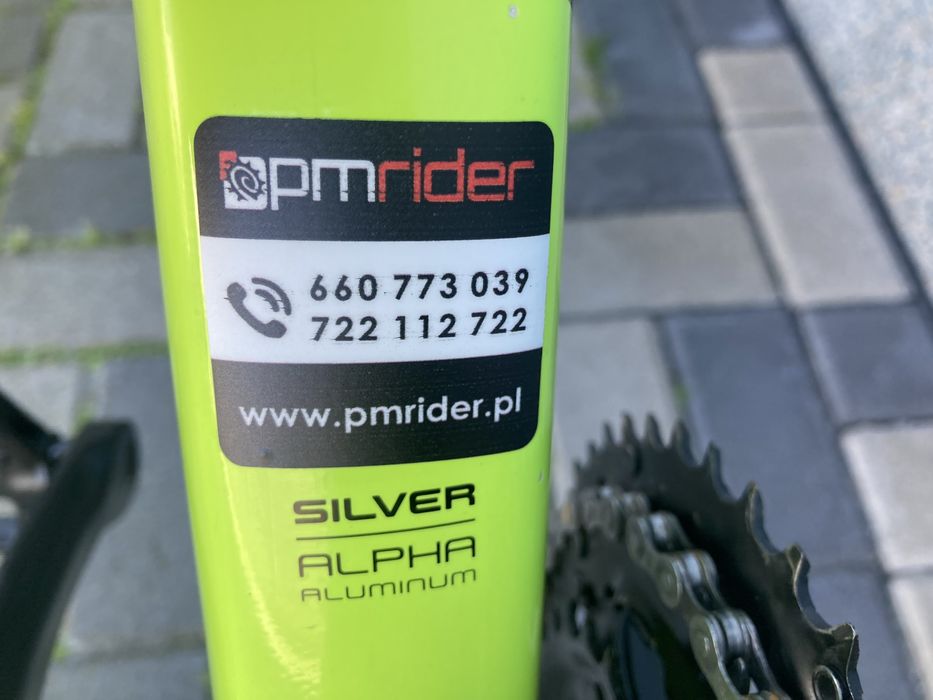 pmrider
660 773 039
722 112 722
www.pmrider.pl
SILVER
ALPHA
ALUMINUM